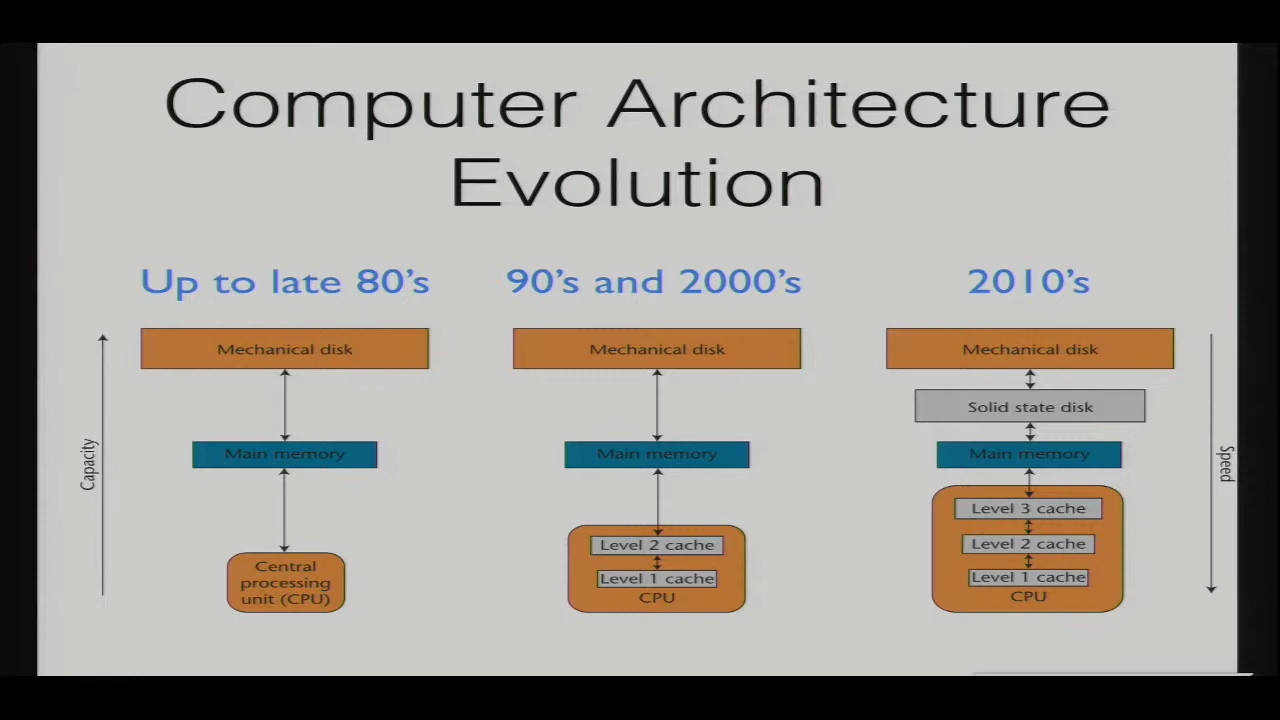 Computer Architecture
Evolution
Up to late 80's
90's and 2000's
2010's
Capacity
Mechanical disk
Main memory
Central
processing
unit (CPU)
Mechanical disk
Main memory
Level 2 cache
Level 1 cache
CPU
Mechanical disk
Solid state disk
Main memory
Level 3 cache
Level 2 cache
Level 1 cache
CPU
Speed